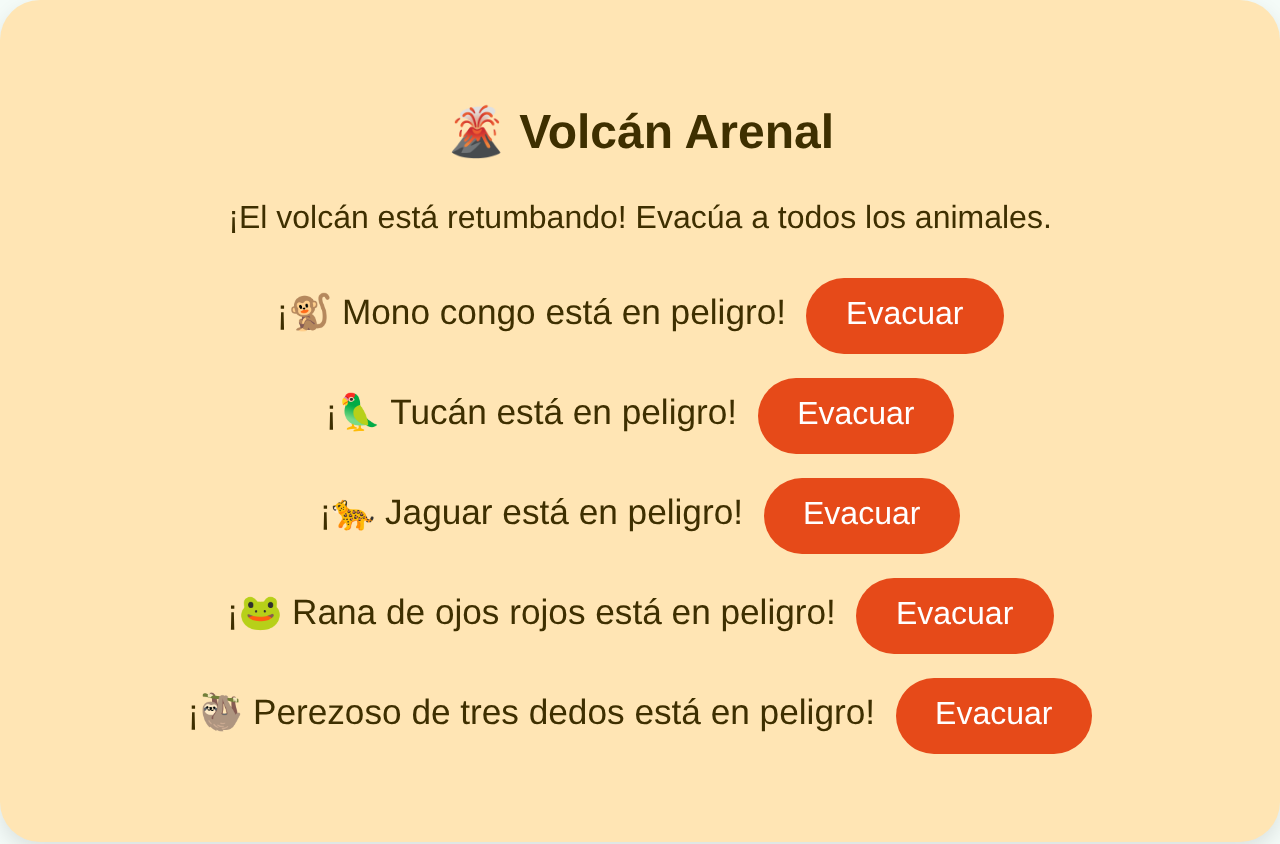 🌋 Volcán Arenal
¡El volcán está retumbando! Evacúa a todos los animales.
¡🐒 Mono congo está en peligro! Evacuar
¡🦜 Tucán está en peligro! Evacuar
¡🐆 Jaguar está en peligro! Evacuar
¡🐸 Rana de ojos rojos está en peligro! Evacuar
¡🦥 Perezoso de tres dedos está en peligro! Evacuar